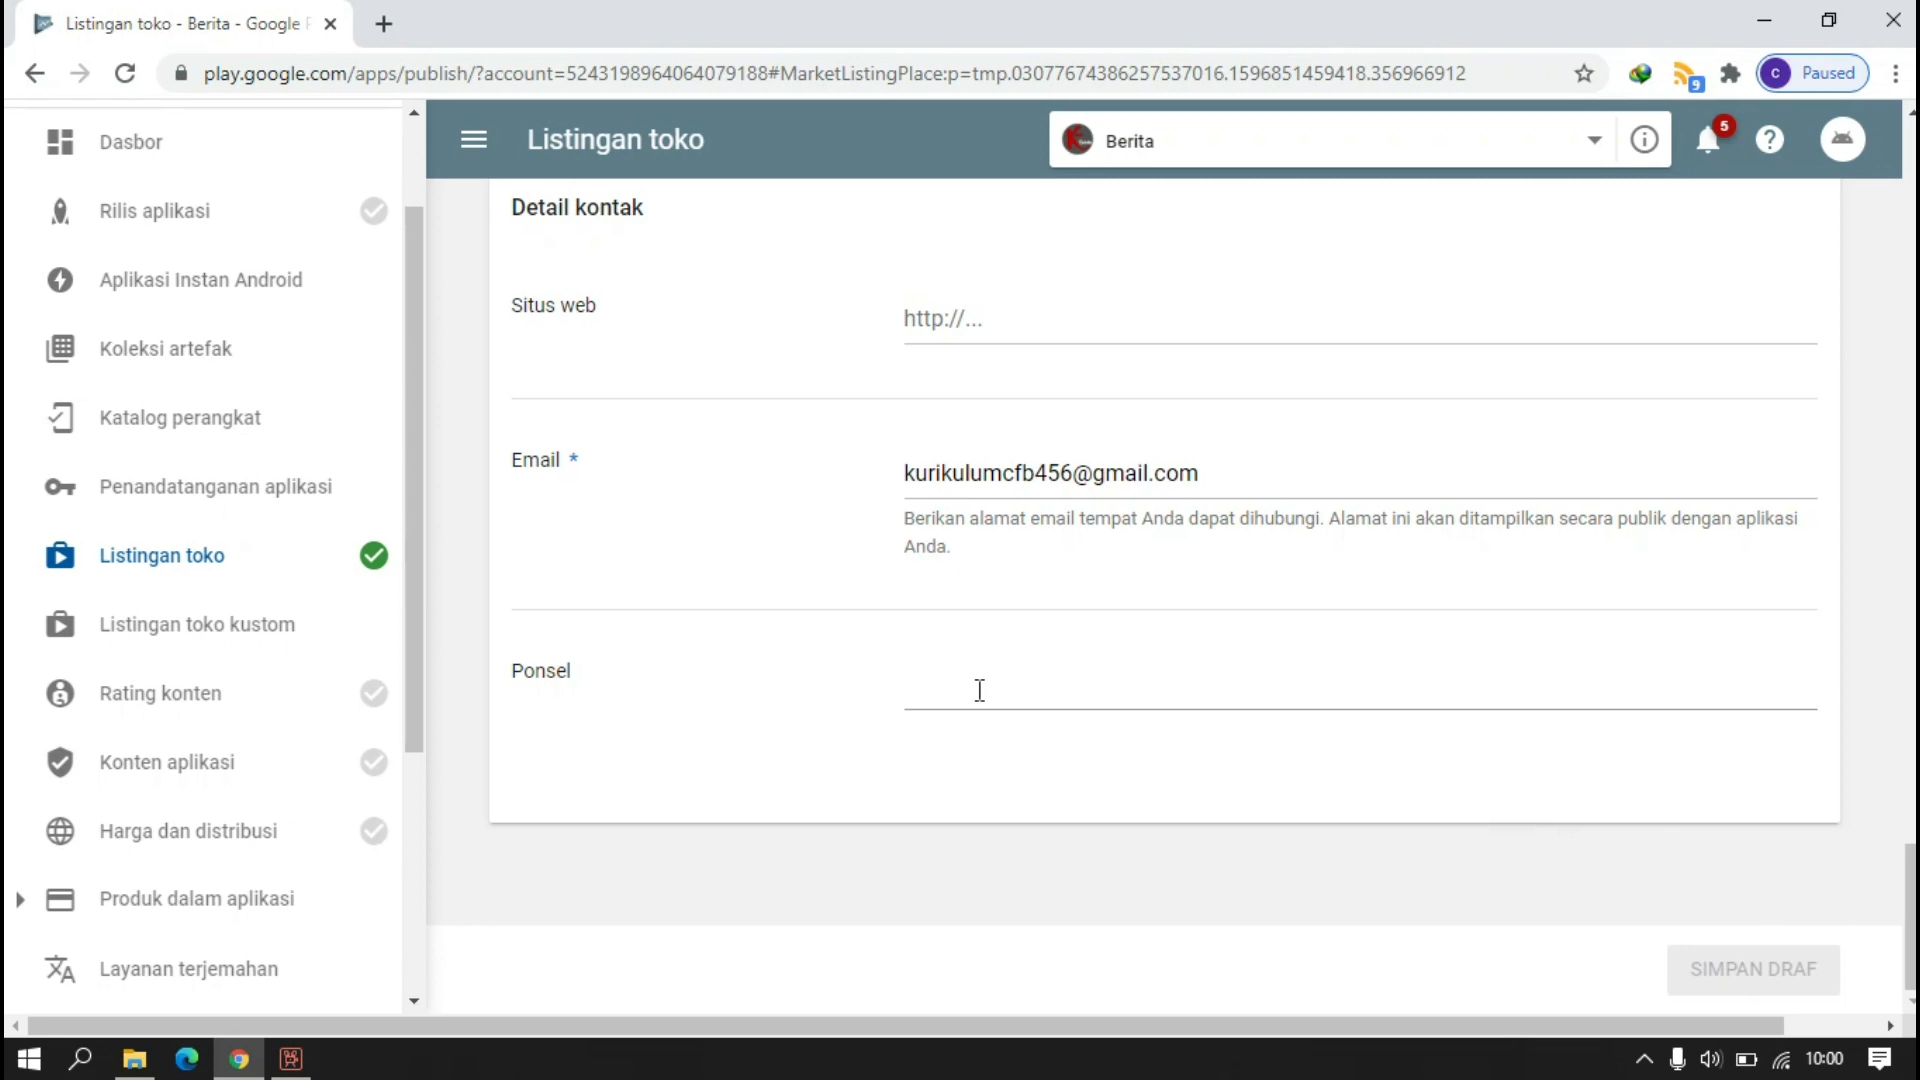 Listingan toko - Berita - Google
play.google.com/apps/publish/?account=5243198964064079188#MarketListingPlace:p=tmp.03077674386257537016.1596851459418.356966912
9
C
Paused
Dasbor
Rilis aplikasi
Aplikasi Instan Android
Koleksi artefak
Katalog perangkat
Penandatanganan aplikasi
Listingan toko
Listingan toko kustom
Rating konten
Konten aplikasi
Harga dan distribusi
Produk dalam aplikasi
Layanan terjemahan
Listingan toko
Berita
5
Detail kontak
Situs web
http://...
Email *
kurikulumcfb456@gmail.com
Berikan alamat email tempat Anda dapat dihubungi. Alamat ini akan ditampilkan secara publik dengan aplikasi
Anda.
Ponsel
SIMPAN DRAF
10:00